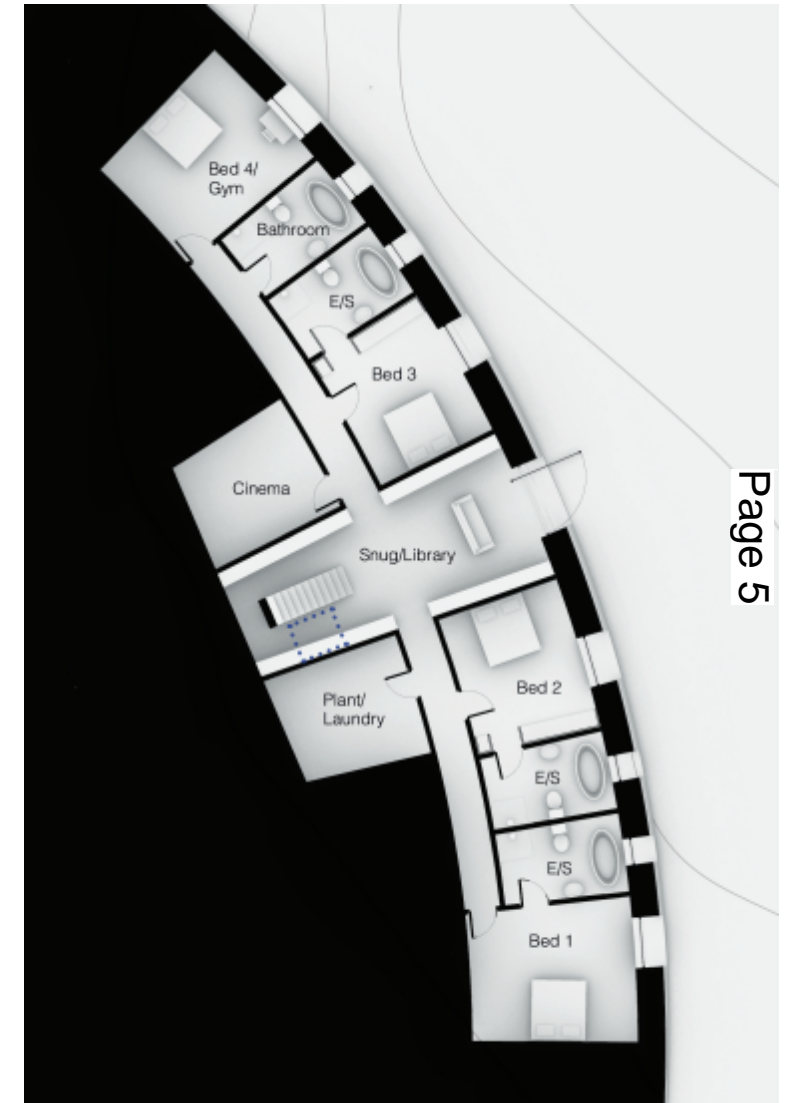 Bed 4/
Gym
Bathroom
E/S
Bed 3
Cinema
Snug/Library
Plant/
Laundry
Bed 2
E/S
E/S
Bed 1
Page 5